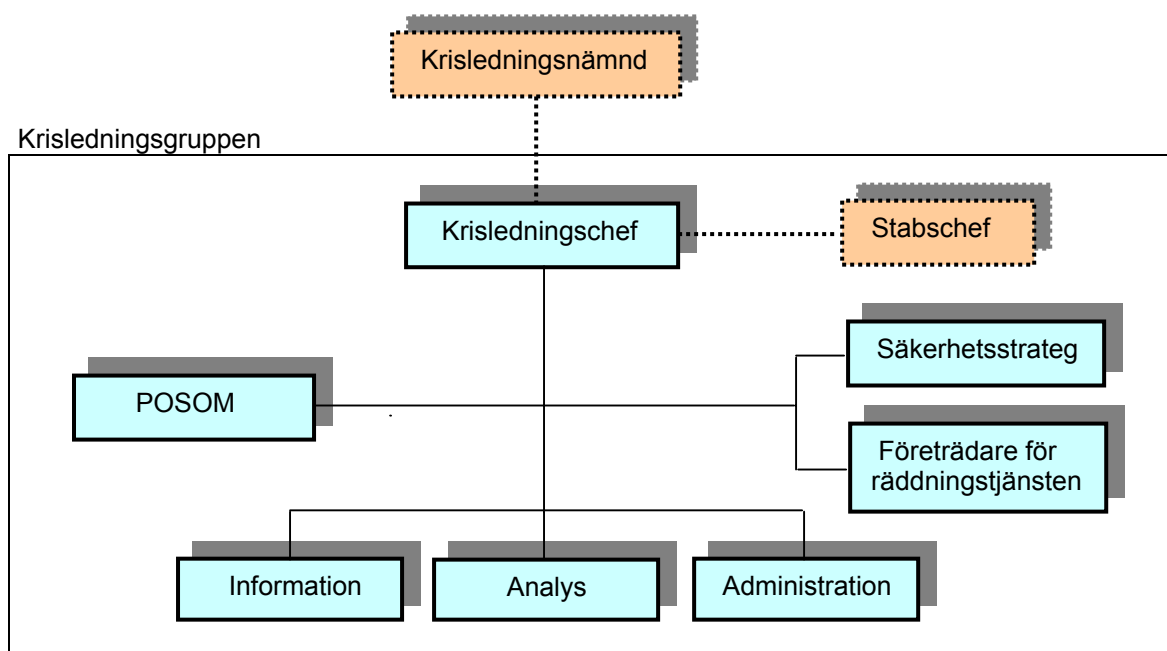 Krisledningsnämnd
Krisledningsgruppen
Krisledningschef
Stabschef
Säkerhetsstrateg
POSOM
Företrädare för
räddningstjänsten
Information
Analys
Administration